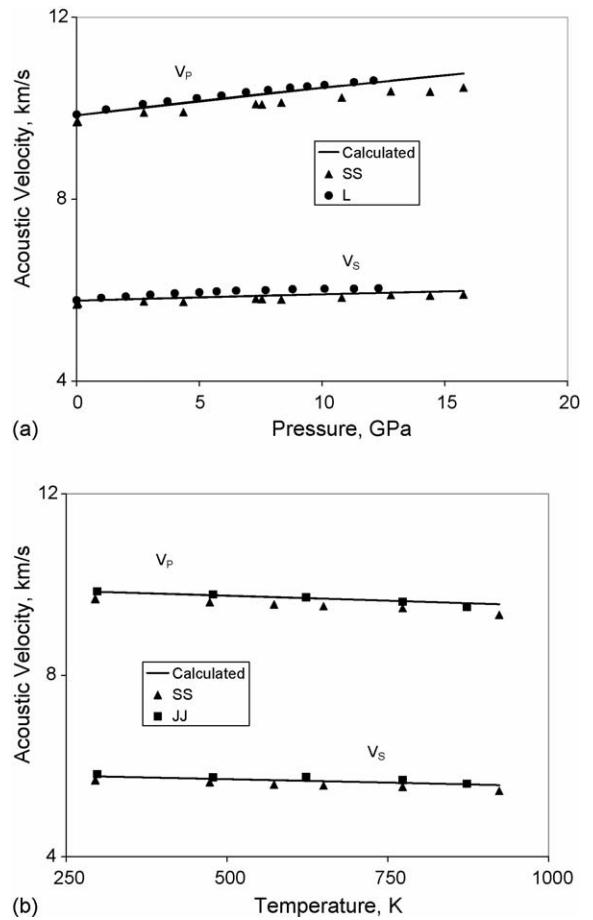 12
V_P
Acoustic Velocity, km/s
8
Calculated
SS
L
V_S
4
0
5
10
15
20
(a)
Pressure, GPa
12
V_P
Acoustic Velocity, km/s
8
Calculated
SS
JJ
V_S
4
250
500
750
1000
(b)
Temperature, K